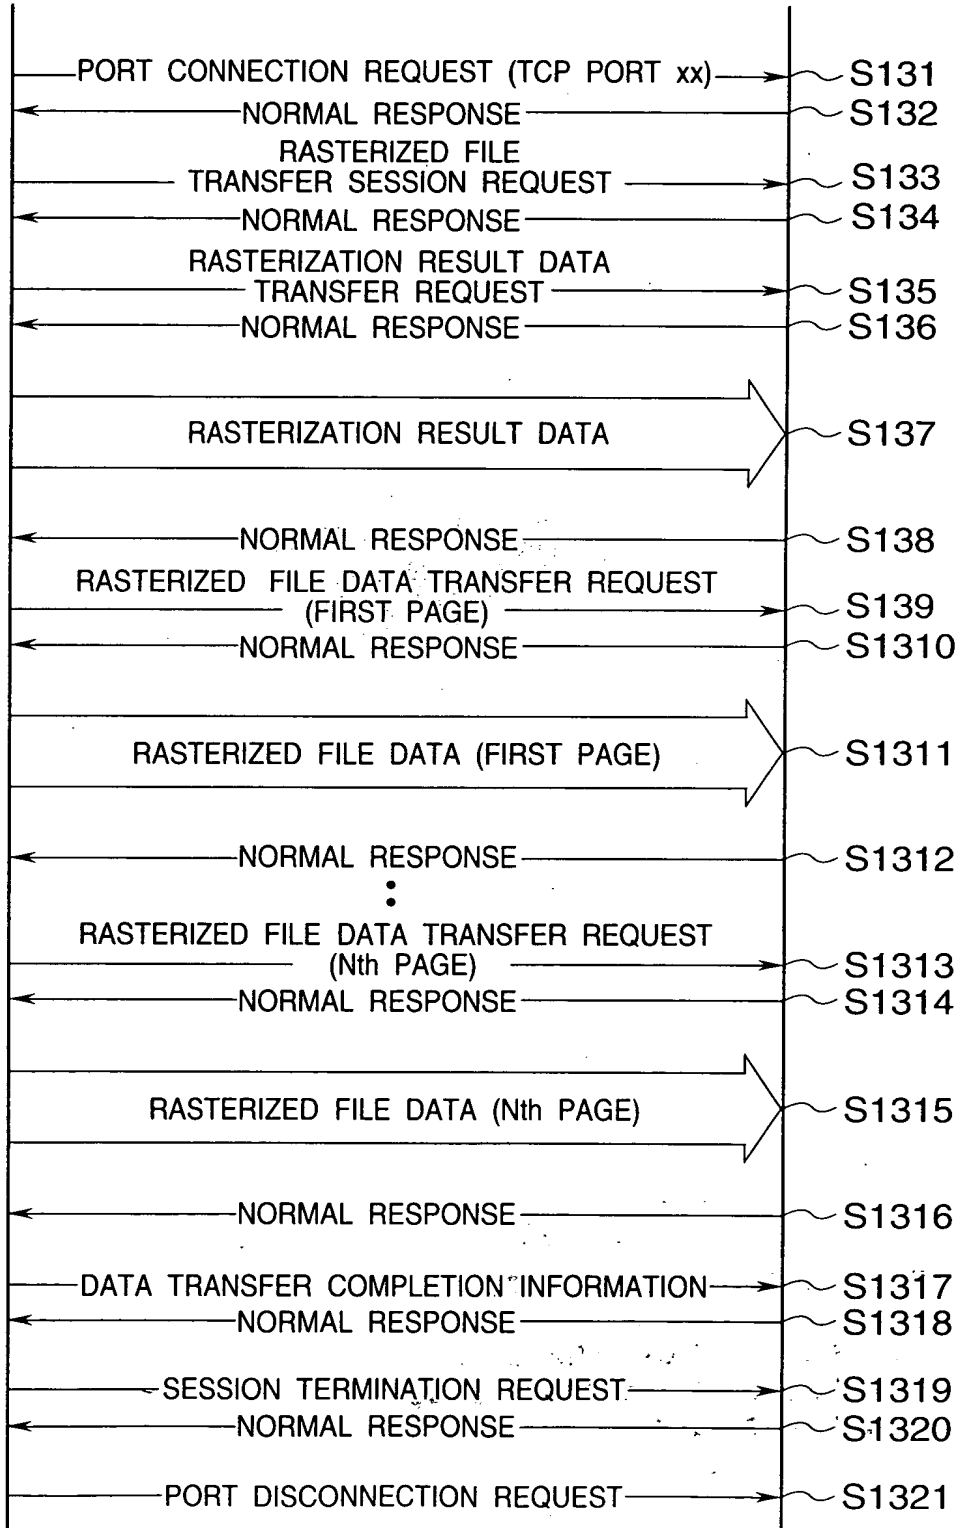 PORT CONNECTION REQUEST (TCP PORT xx) S131
NORMAL RESPONSE S132
RASTERIZED FILE
TRANSFER SESSION REQUEST S133
NORMAL RESPONSE S134
RASTERIZATION RESULT DATA
TRANSFER REQUEST S135
NORMAL RESPONSE S136
RASTERIZATION RESULT DATA S137
NORMAL RESPONSE S138
RASTERIZED FILE DATA TRANSFER REQUEST
(FIRST PAGE) S139
NORMAL RESPONSE S1310
RASTERIZED FILE DATA (FIRST PAGE) S1311
NORMAL RESPONSE S1312
RASTERIZED FILE DATA TRANSFER REQUEST
(Nth PAGE) S1313
NORMAL RESPONSE S1314
RASTERIZED FILE DATA (Nth PAGE) S1315
NORMAL RESPONSE S1316
DATA TRANSFER COMPLETION INFORMATION S1317
NORMAL RESPONSE S1318
SESSION TERMINATION REQUEST S1319
NORMAL RESPONSE S1320
PORT DISCONNECTION REQUEST S1321